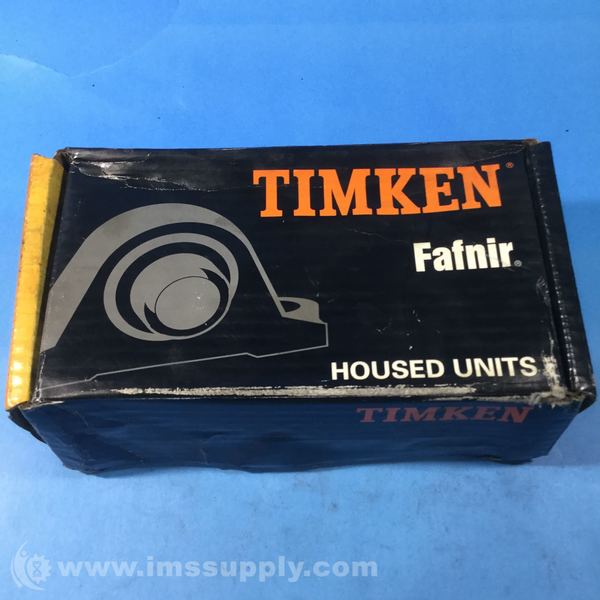 TIMKEN®
Fafnir®
HOUSED UNITS
TIMKEN
www.imssupply.com